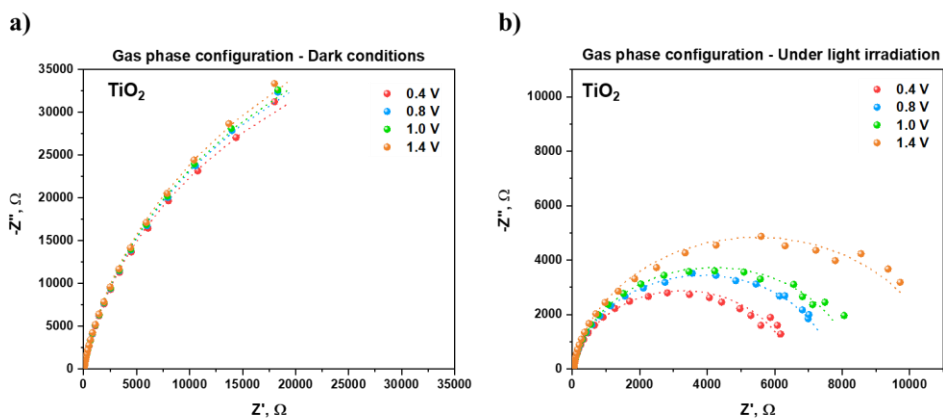 a)
Gas phase configuration - Dark conditions
TiO₂
0.4 V
0.8 V
1.0 V
1.4 V
35000
30000
25000
20000
15000
10000
5000
0
-Z'', Ω
0 5000 10000 15000 20000 25000 30000 35000
Z', Ω
b)
Gas phase configuration - Under light irradiation
TiO₂
0.4 V
0.8 V
1.0 V
1.4 V
10000
8000
6000
4000
2000
0
-Z'', Ω
0 2000 4000 6000 8000 10000
Z', Ω